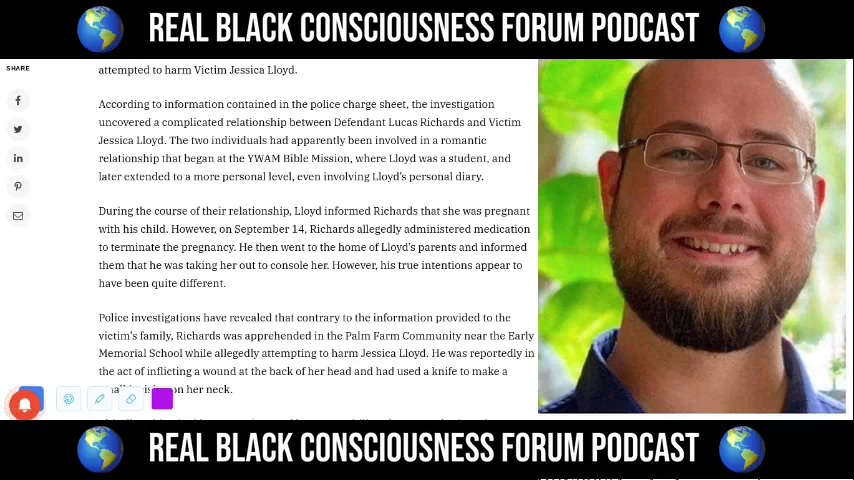 REAL BLACK CONSCIOUSNESS FORUM PODCAST
SHARE
attempted to harm Victim Jessica Lloyd.
According to information contained in the police charge sheet, the investigation
uncovered a complicated relationship between Defendant Lucas Richards and Victim
Jessica Lloyd. The two individuals had apparently been involved in a romantic
relationship that began at the YWAM Bible Mission, where Lloyd was a student, and
later extended to a more personal level, even involving Lloyd's personal diary.
During the course of their relationship, Lloyd informed Richards that she was pregnant
with his child. However, on September 14, Richards allegedly administered medication
to terminate the pregnancy. He then went to the home of Lloyd's parents and informed
them that he was taking her out to console her. However, his true intentions appear to
have been quite different.
Police investigations have revealed that contrary to the information provided to the
victim's family, Richards was apprehended in the Palm Farm Community near the Early
Memorial School while allegedly attempting to harm Jessica Lloyd. He was reportedly in
the act of inflicting a wound at the back of her head and had used a knife to make a
on her neck.
REAL BLACK CONSCIOUSNESS FORUM PODCAST